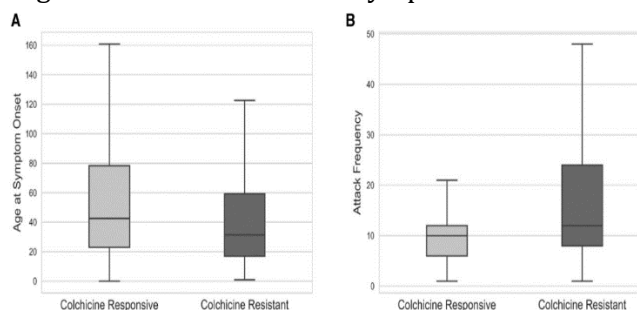 A
Age at Symptom Onset
160
140
120
100
80
60
40
20
0
Colchicine Responsive Colchicine Resistant
B
Attack Frequency
50
40
30
20
10
0
Colchicine Responsive Colchicine Resistant